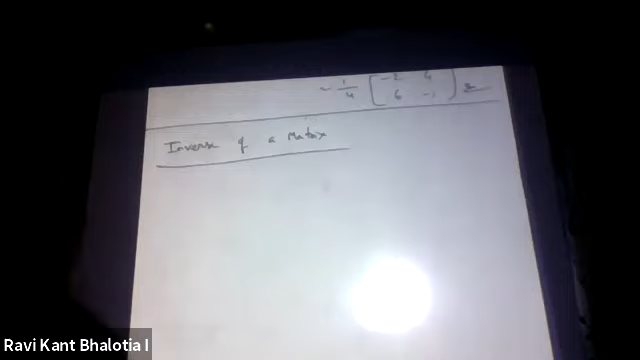 - 1/4 [ -2 4
6 -1 ]
Inverse of a Matrix
Ravi Kant Bhalotia I